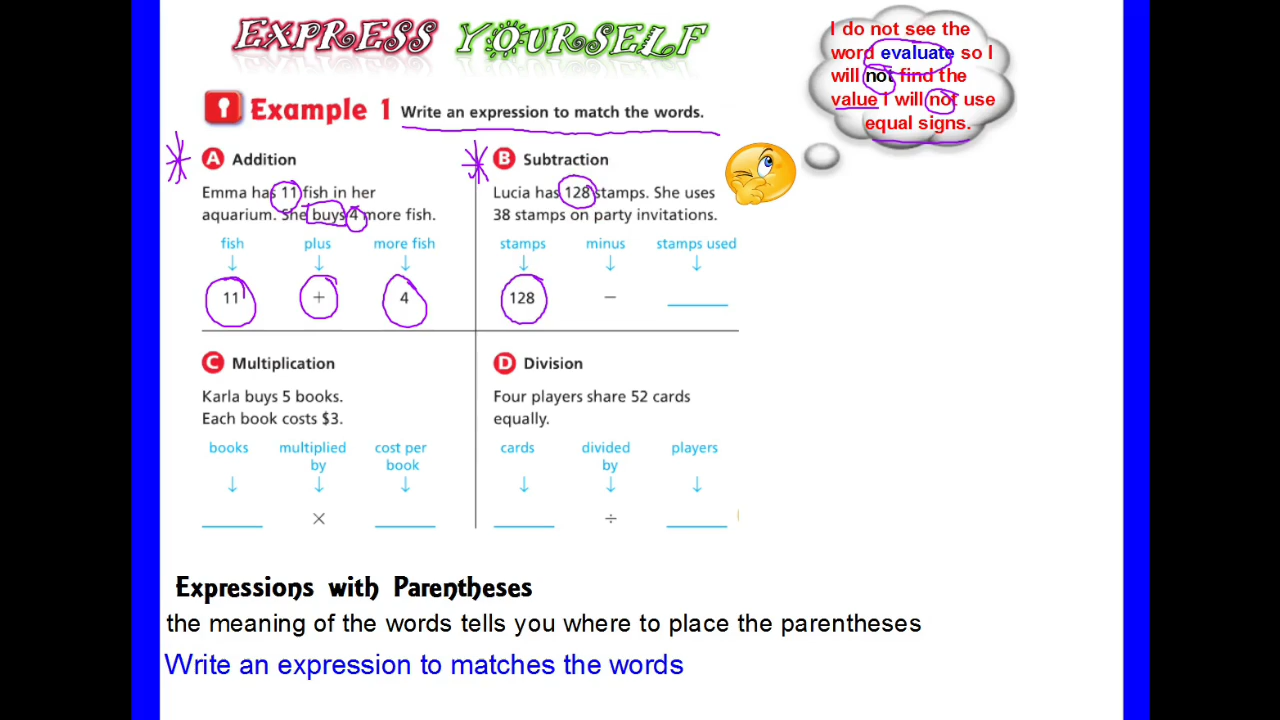 EXPRESS YOURSELF
I do not see the
word evaluate so I
will not find the
value I will not use
equal signs.
Example 1 Write an expression to match the words.
A Addition
Emma has 11 fish in her
aquarium. She buys 4 more fish.
fish plus more fish
↓ ↓ ↓
11 + 4
B Subtraction
Lucia has 128 stamps. She uses
38 stamps on party invitations.
stamps minus stamps used
↓ ↓ ↓
128 − ______
C Multiplication
Karla buys 5 books.
Each book costs $3.
books multiplied cost per
by book
↓ ↓ ↓
______ × ______
D Division
Four players share 52 cards
equally.
cards divided players
by
↓ ↓ ↓
______ ÷ ______
Expressions with Parentheses
the meaning of the words tells you where to place the parentheses
Write an expression to matches the words